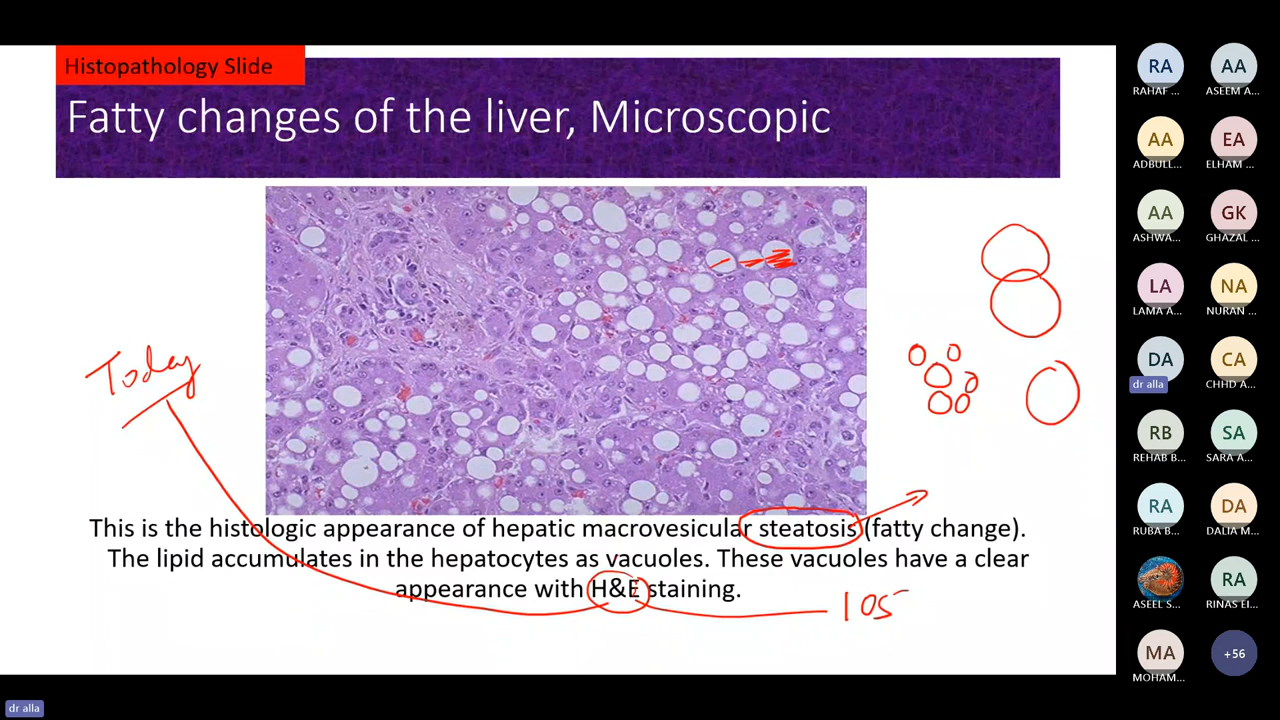 Histopathology Slide
Fatty changes of the liver, Microscopic
Today
This is the histologic appearance of hepatic macrovesicular steatosis (fatty change).
The lipid accumulates in the hepatocytes as vacuoles. These vacuoles have a clear
appearance with H&E staining.
105
RA AA
RAHAF ... ASEEM A...
AA EA
ADBULL... ELHAM ...
AA GK
ASHWA... GHAZAL ...
LA NA
LAMA A... NURAN ...
DA CA
dr alla CHHD A...
RB SA
REHAB B... SARA A...
RA DA
RUBA B... DALIA M...
RA
ASEEL S... RINAS EI...
MA +56
MOHAM...
dr alla